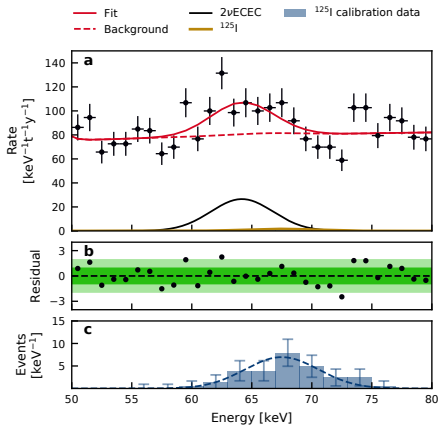 Fit
Background
2νECEC
¹²⁵I
¹²⁵I calibration data
a
Rate
[keV⁻¹t⁻¹y⁻¹]
140
120
100
80
60
40
20
0
b
Residual
3
0
−3
c
Events
[keV⁻¹]
15
10
5
50 55 60 65 70 75 80
Energy [keV]